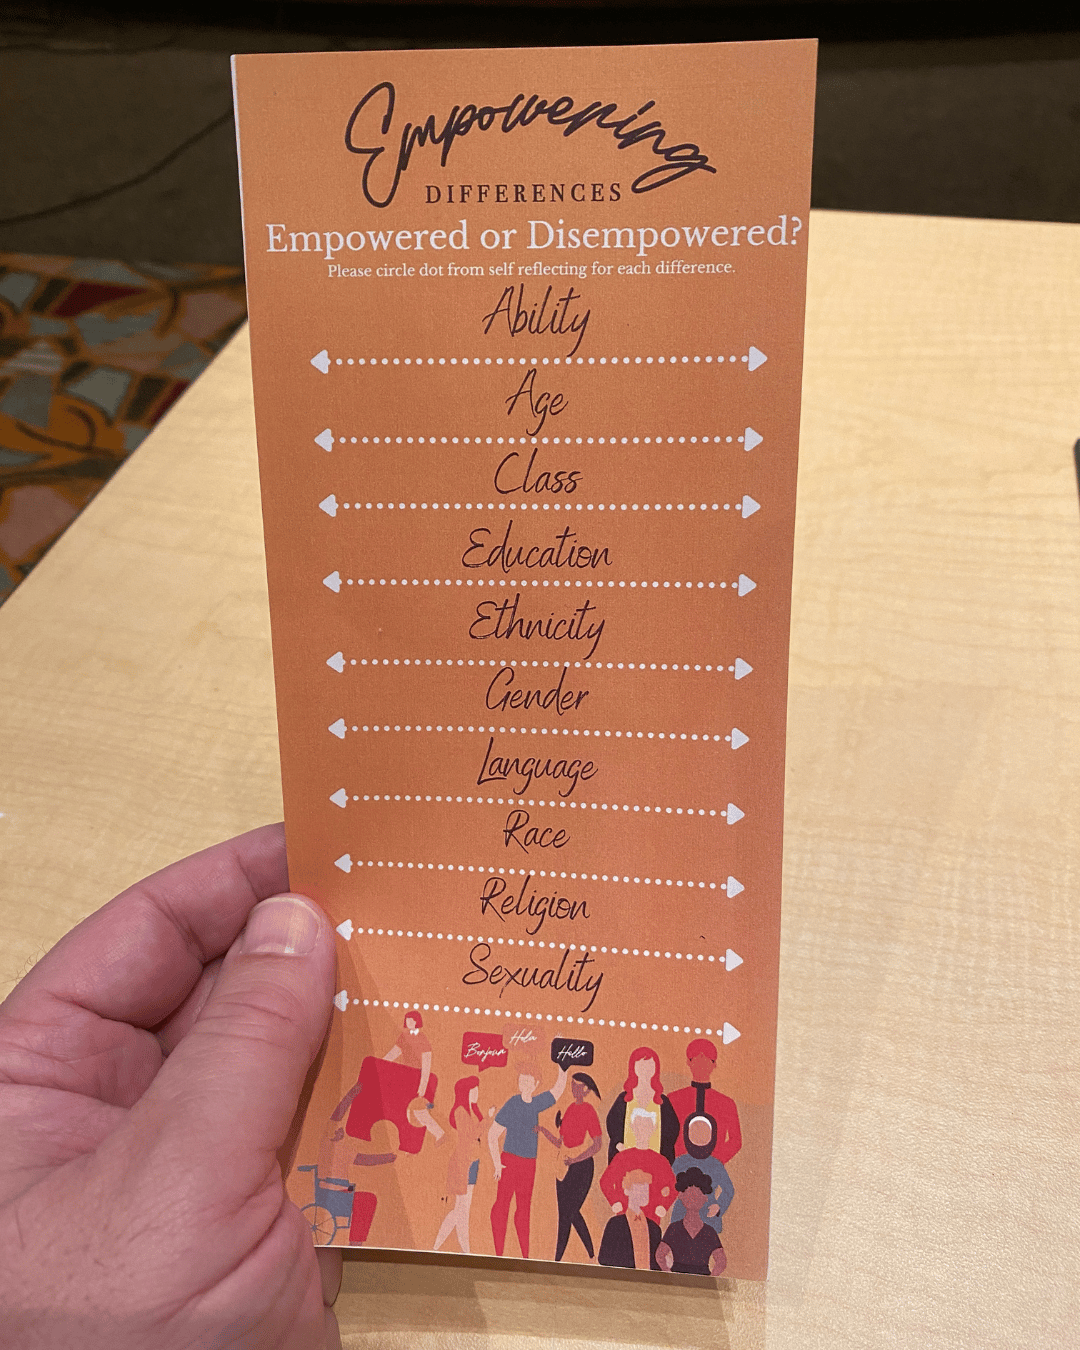 Empowering
DIFFERENCES
Empowered or Disempowered?
Please circle dot from self reflecting for each difference.
Ability
Age
Class
Education
Ethnicity
Gender
Language
Race
Religion
Sexuality
Hola
Bonjour
Hello